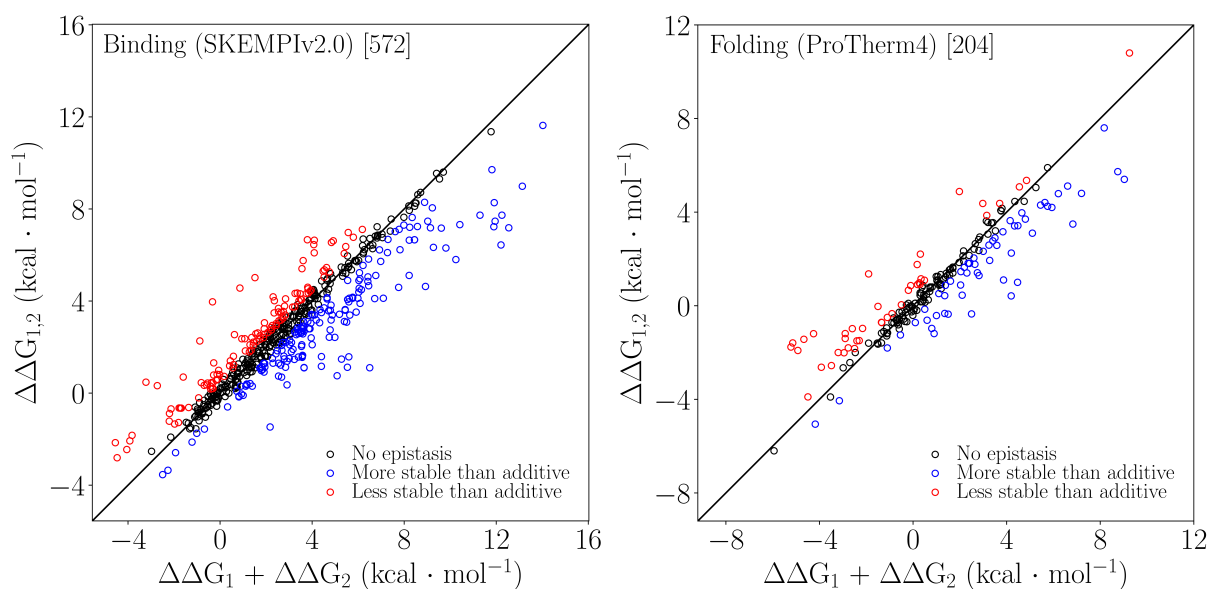 Binding (SKEMPIv2.0) [572]
16
12
8
4
0
−4
ΔΔG1,2 (kcal · mol−1)
No epistasis
More stable than additive
Less stable than additive
−4 0 4 8 12 16
ΔΔG1 + ΔΔG2 (kcal · mol−1)
Folding (ProTherm4) [204]
12
8
4
0
−4
−8
ΔΔG1,2 (kcal · mol−1)
No epistasis
More stable than additive
Less stable than additive
−8 −4 0 4 8 12
ΔΔG1 + ΔΔG2 (kcal · mol−1)